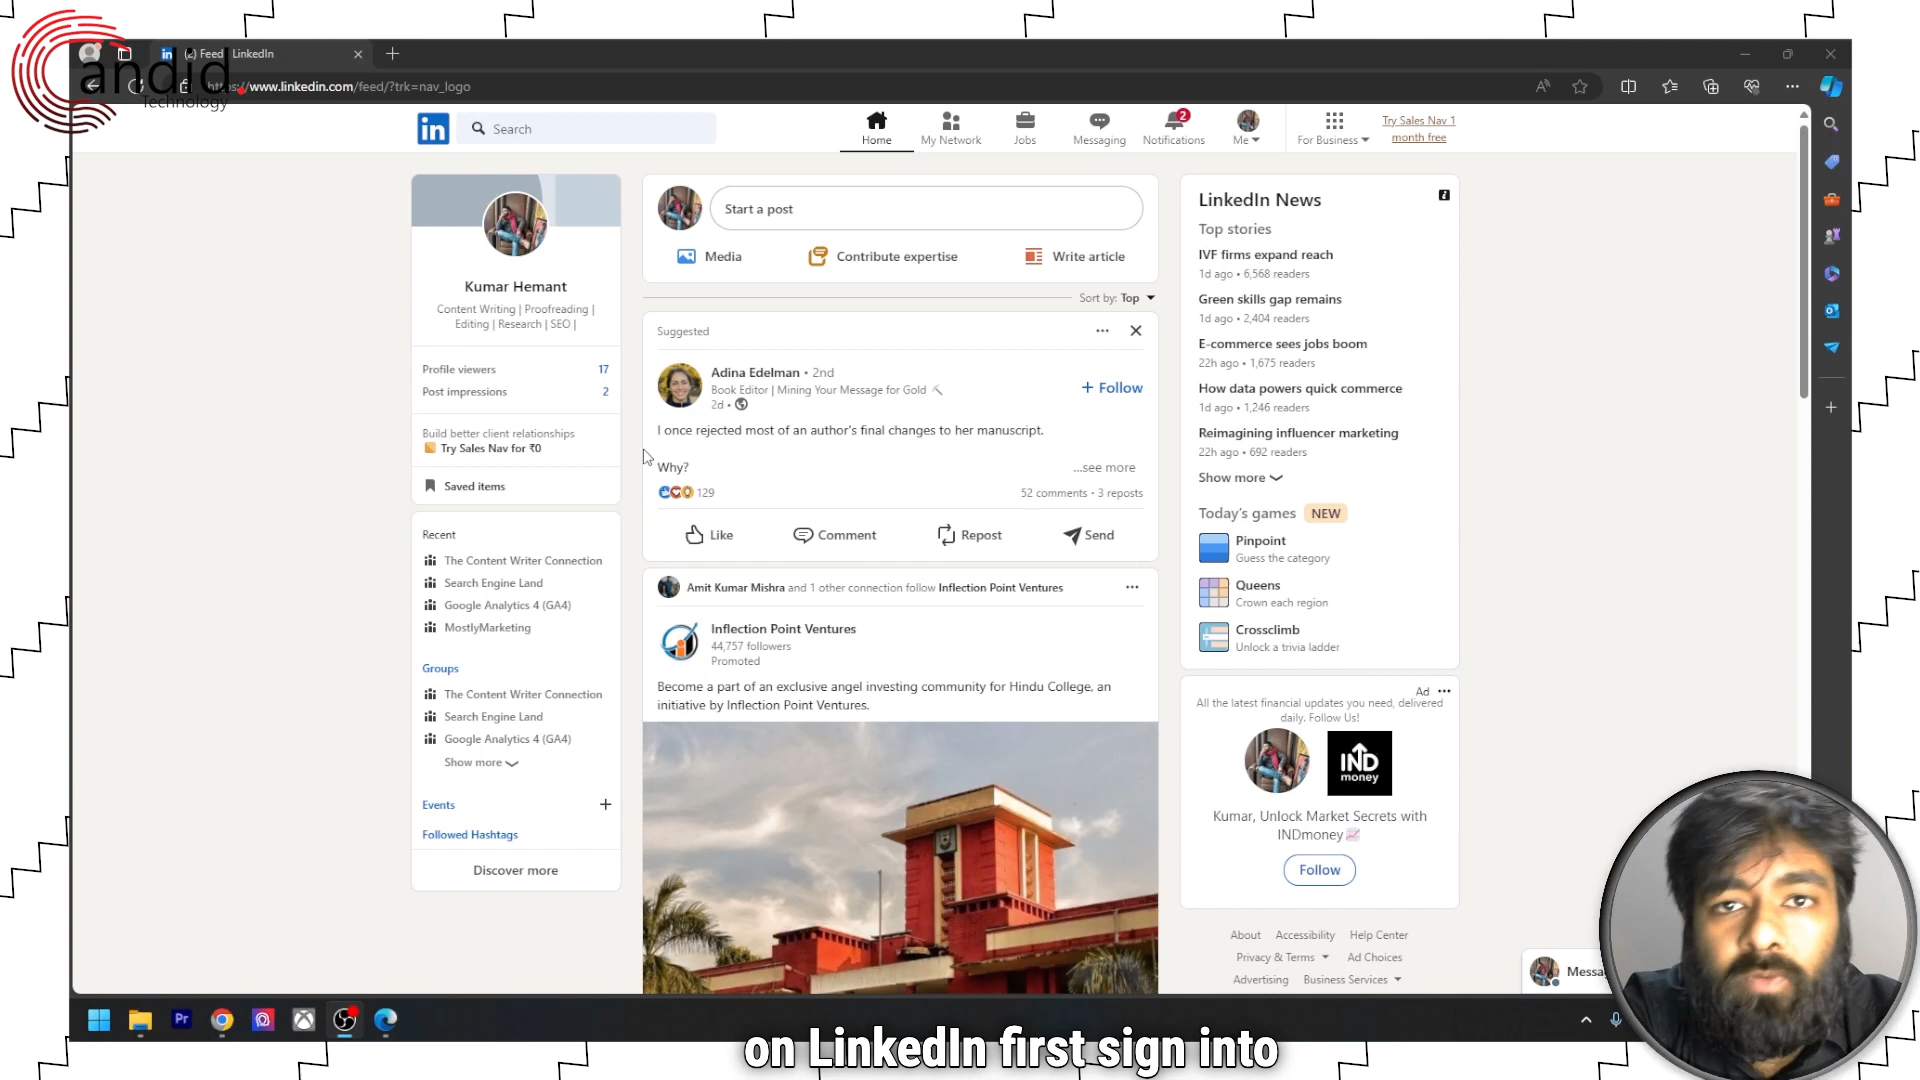 andid
Technology
(2) Feed | LinkedIn
https://www.linkedin.com/feed/?trk=nav_logo
in
Search
Home
My Network
Jobs
Messaging
2
Notifications
Me
For Business
Try Sales Nav 1
month free
Kumar Hemant
Content Writing | Proofreading |
Editing | Research | SEO |
Profile viewers 17
Post impressions 2
Build better client relationships
Try Sales Nav for ₹0
Saved items
Recent
The Content Writer Connection
Search Engine Land
Google Analytics 4 (GA4)
MostlyMarketing
Groups
The Content Writer Connection
Search Engine Land
Google Analytics 4 (GA4)
Show more
Events +
Followed Hashtags
Discover more
Start a post
Media
Contribute expertise
Write article
Sort by: Top
Suggested
Adina Edelman • 2nd
Book Editor | Mining Your Message for Gold
2d •
+ Follow
I once rejected most of an author's final changes to her manuscript.
Why?
...see more
129
52 comments • 3 reposts
Like
Comment
Repost
Send
Amit Kumar Mishra and 1 other connection follow Inflection Point Ventures
Inflection Point Ventures
44,757 followers
Promoted
Become a part of an exclusive angel investing community for Hindu College, an
initiative by Inflection Point Ventures.
LinkedIn News
Top stories
IVF firms expand reach
1d ago • 6,568 readers
Green skills gap remains
1d ago • 2,404 readers
E-commerce sees jobs boom
22h ago • 1,675 readers
How data powers quick commerce
1d ago • 1,246 readers
Reimagining influencer marketing
22h ago • 692 readers
Show more
Today's games NEW
Pinpoint
Guess the category
Queens
Crown each region
Crossclimb
Unlock a trivia ladder
Ad
All the latest financial updates you need, delivered
daily. Follow Us!
IND
money
Kumar, Unlock Market Secrets with
INDmoney
Follow
About Accessibility Help Center
Privacy & Terms Ad Choices
Advertising Business Services
Messa
Pr
on LinkedIn first sign into